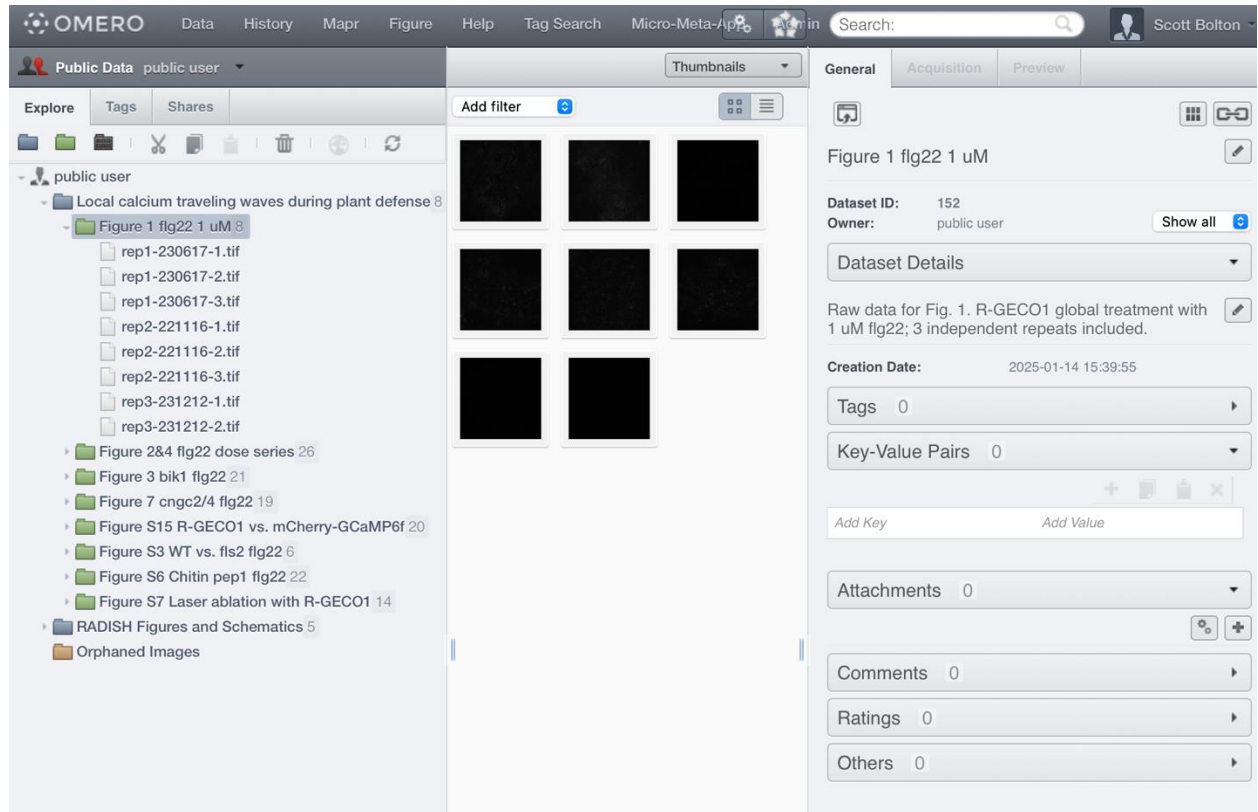 OMERO Data History Mapr Figure Help Tag Search Micro-Meta-App Admin Search: Scott Bolton
Public Data public user
Thumbnails
General Acquisition Preview
Explore Tags Shares
Add filter
public user
Local calcium traveling waves during plant defense 8
Figure 1 flg22 1 uM 8
rep1-230617-1.tif
rep1-230617-2.tif
rep1-230617-3.tif
rep2-221116-1.tif
rep2-221116-2.tif
rep2-221116-3.tif
rep3-231212-1.tif
rep3-231212-2.tif
Figure 2&4 flg22 dose series 26
Figure 3 bik1 flg22 21
Figure 7 cngc2/4 flg22 19
Figure S15 R-GECO1 vs. mCherry-GCaMP6f 20
Figure S3 WT vs. fls2 flg22 6
Figure S6 Chitin pep1 flg22 22
Figure S7 Laser ablation with R-GECO1 14
RADISH Figures and Schematics 5
Orphaned Images
Figure 1 flg22 1 uM
Dataset ID: 152
Owner: public user
Show all
Dataset Details
Raw data for Fig. 1. R-GECO1 global treatment with
1 uM flg22; 3 independent repeats included.
Creation Date: 2025-01-14 15:39:55
Tags 0
Key-Value Pairs 0
Add Key Add Value
Attachments 0
Comments 0
Ratings 0
Others 0